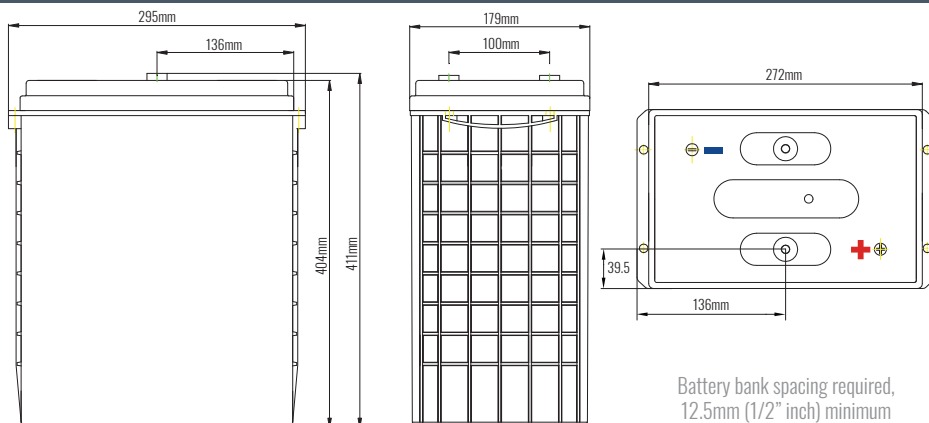 295mm
136mm
404mm
411mm
179mm
100mm
272mm
39.5
136mm
Battery bank spacing required,
12.5mm (1/2” inch) minimum